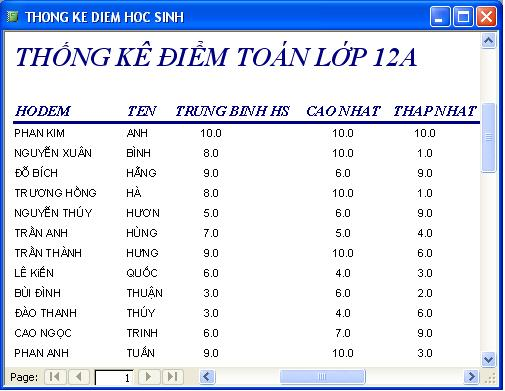 THONG KE DIEM HOC SINH
THỐNG KÊ ĐIỂM TOÁN LỚP 12A
HODEM TEN TRUNG BINH HS CAO NHAT THAP NHAT
PHAN KIM ANH 10.0 10.0 10.0
NGUYỄN XUÂN BÌNH 8.0 10.0 1.0
ĐỖ BÍCH HẰNG 9.0 6.0 9.0
TRƯƠNG HỒNG HÀ 8.0 10.0 1.0
NGUYỄN THÚY HƯƠN 5.0 6.0 9.0
TRẦN ANH HÙNG 7.0 5.0 4.0
TRẦN THÀNH HƯNG 9.0 10.0 6.0
LÊ KIỀN QUỐC 6.0 4.0 3.0
BÙI ĐÌNH THUẬN 3.0 6.0 2.0
ĐÀO THANH THÚY 3.0 4.0 6.0
CAO NGỌC TRINH 6.0 7.0 9.0
PHAN ANH TUẤN 9.0 10.0 3.0
Page: 1